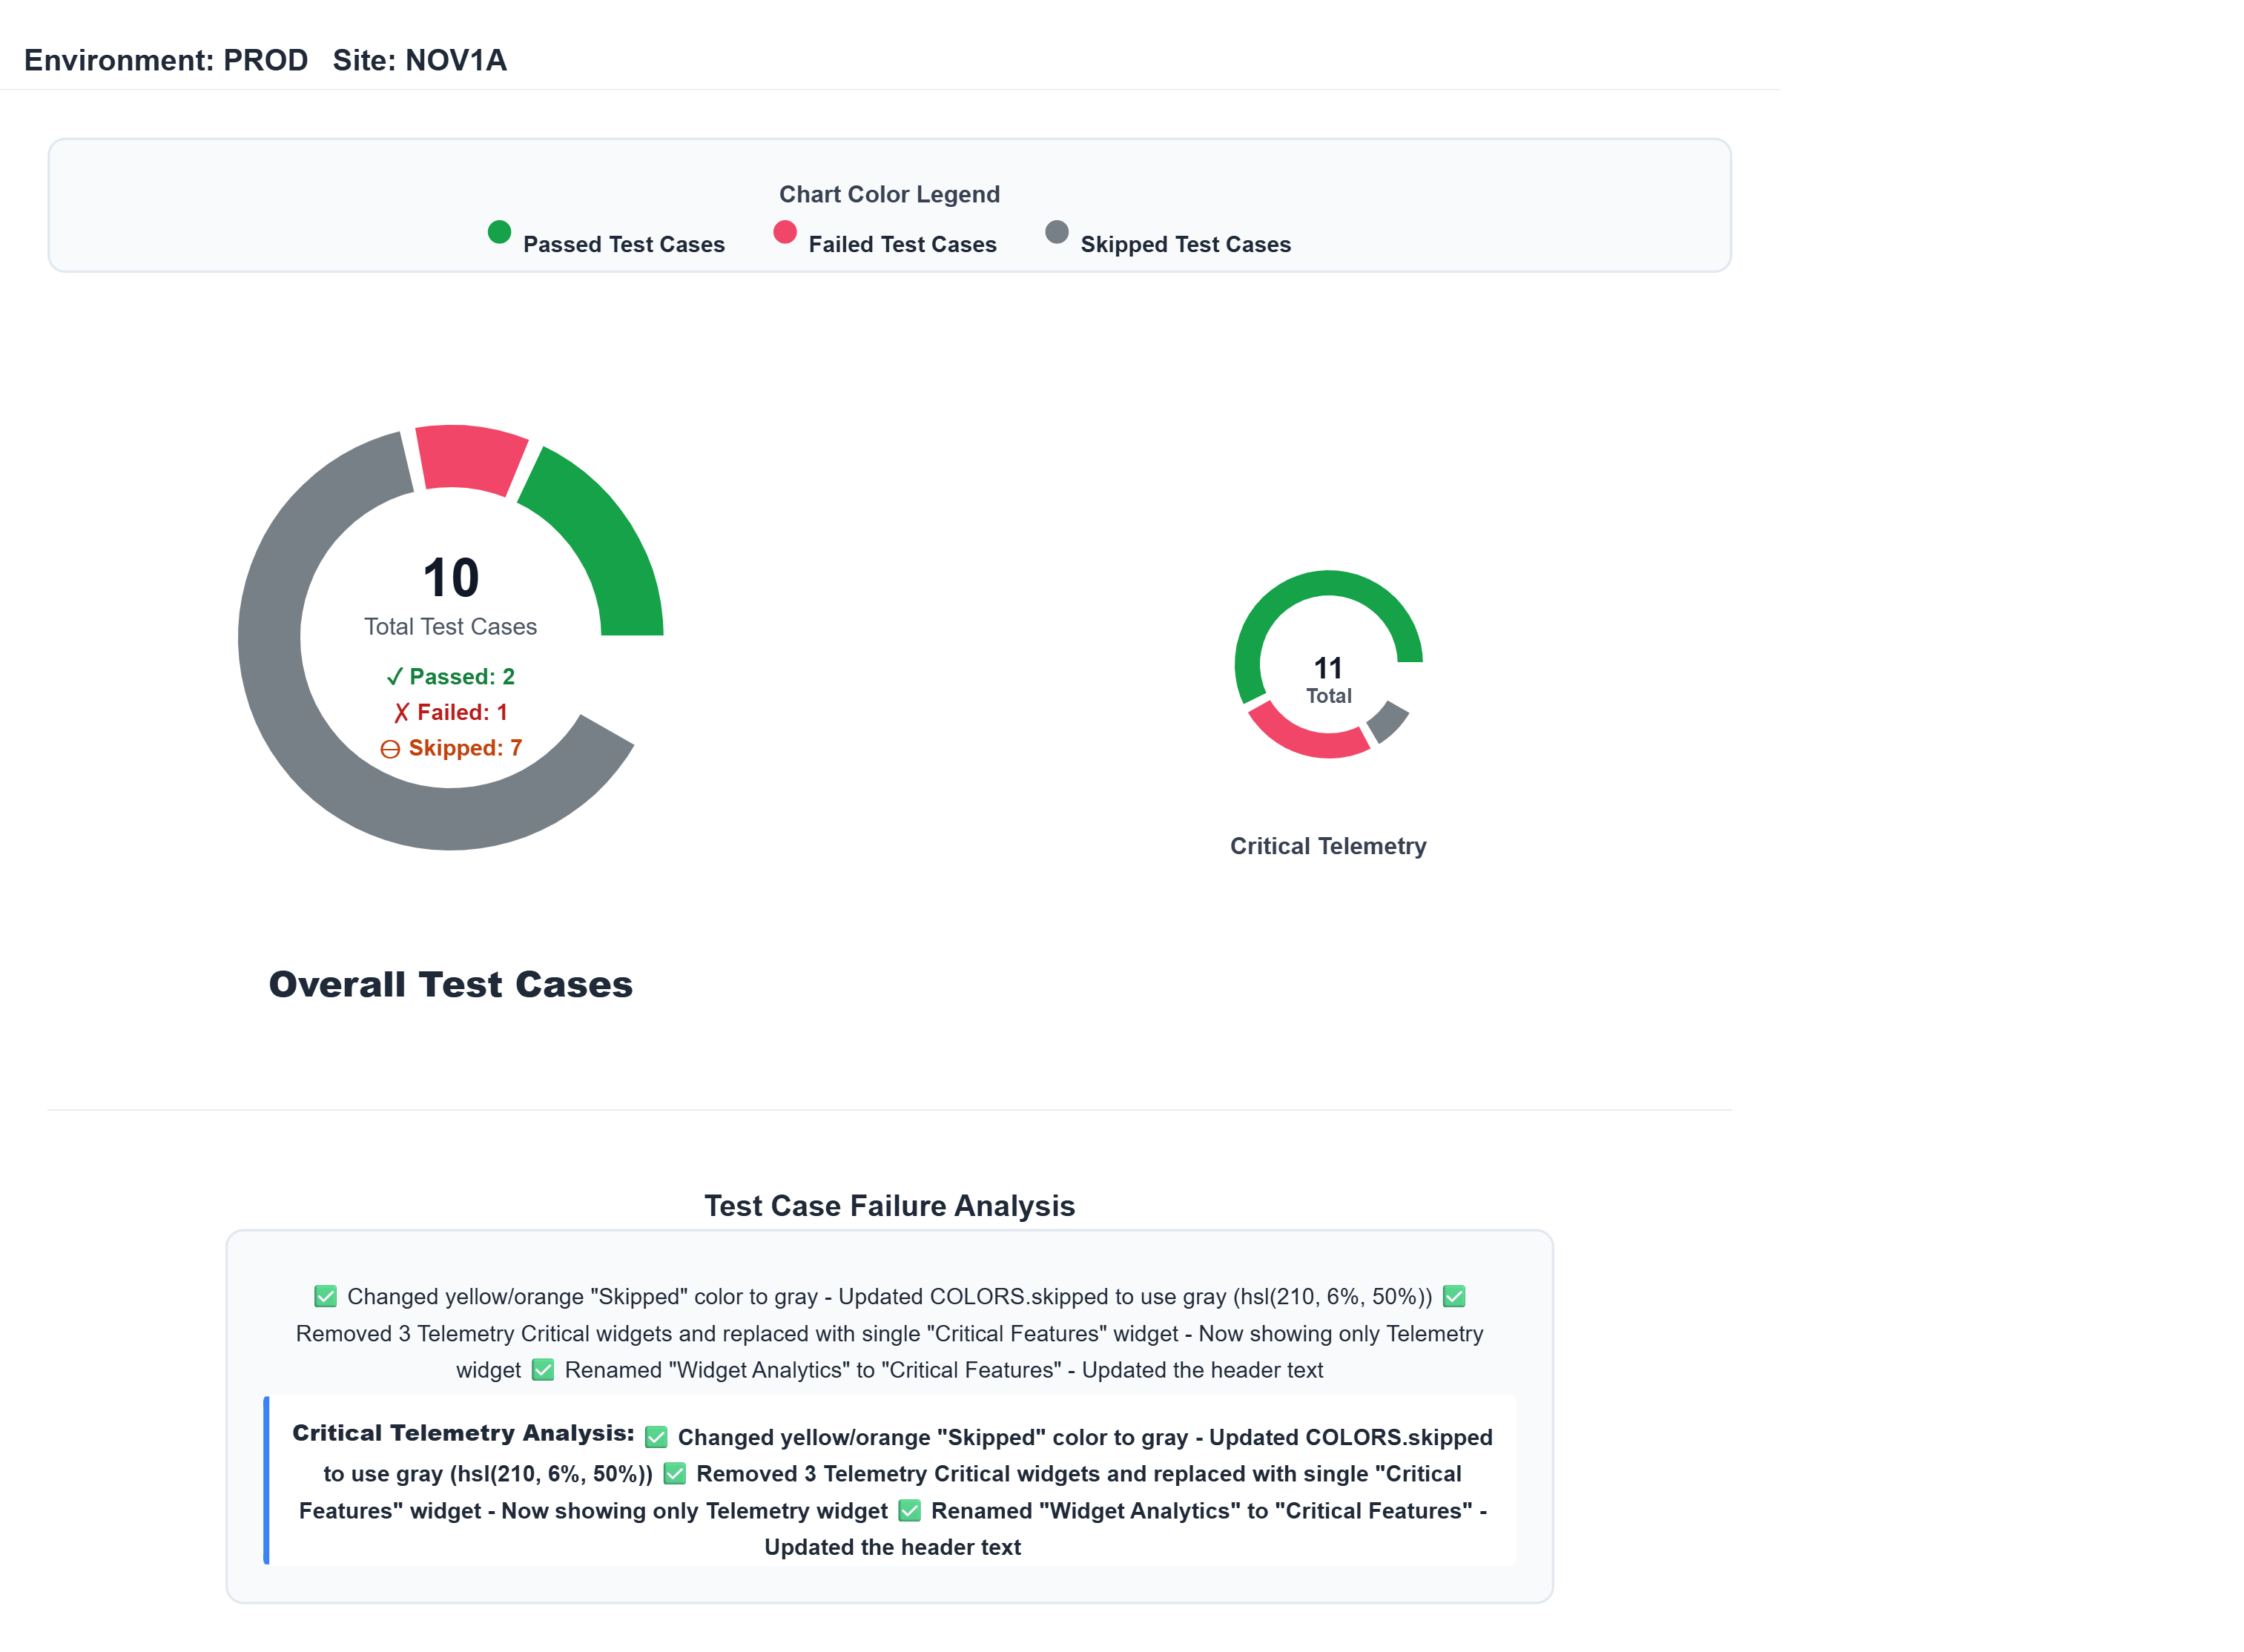 Environment: PROD   Site: NOV1A
Chart Color Legend
Passed Test Cases   Failed Test Cases   Skipped Test Cases
10
Total Test Cases
✓ Passed: 2
✗ Failed: 1
⊖ Skipped: 7
Overall Test Cases
11
Total
Critical Telemetry
Test Case Failure Analysis
✅ Changed yellow/orange "Skipped" color to gray - Updated COLORS.skipped to use gray (hsl(210, 6%, 50%)) ✅
Removed 3 Telemetry Critical widgets and replaced with single "Critical Features" widget - Now showing only Telemetry
widget ✅ Renamed "Widget Analytics" to "Critical Features" - Updated the header text
Critical Telemetry Analysis: ✅ Changed yellow/orange "Skipped" color to gray - Updated COLORS.skipped
to use gray (hsl(210, 6%, 50%)) ✅ Removed 3 Telemetry Critical widgets and replaced with single "Critical
Features" widget - Now showing only Telemetry widget ✅ Renamed "Widget Analytics" to "Critical Features" -
Updated the header text